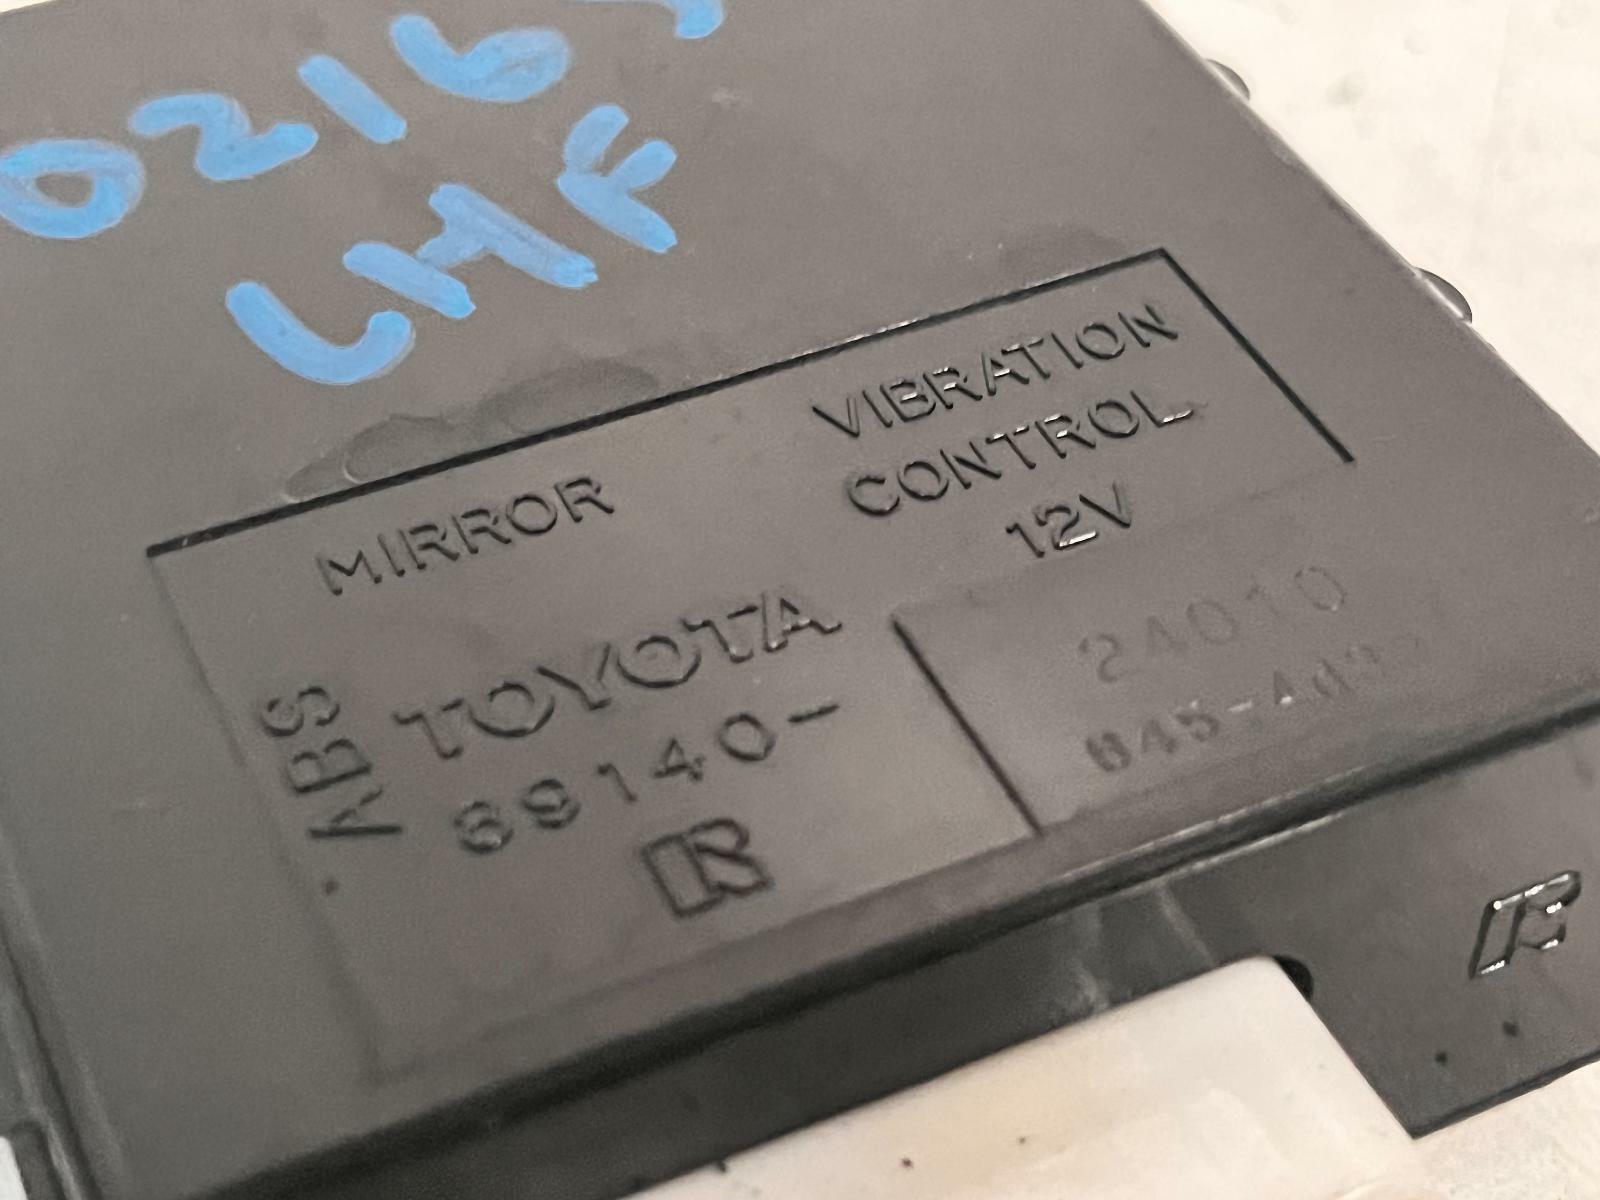 0216
LHF
MIRROR
VIBRATION
CONTROL
12V
ABS
TOYOTA
89140-
24010
R
R